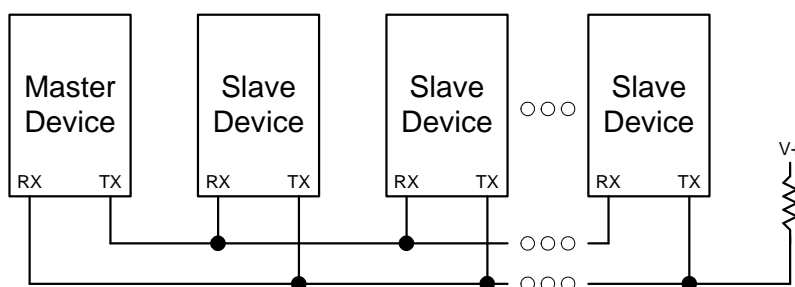 Master
Device
Slave
Device
Slave
Device
Slave
Device
RX TX
RX TX
RX TX
RX TX
V+